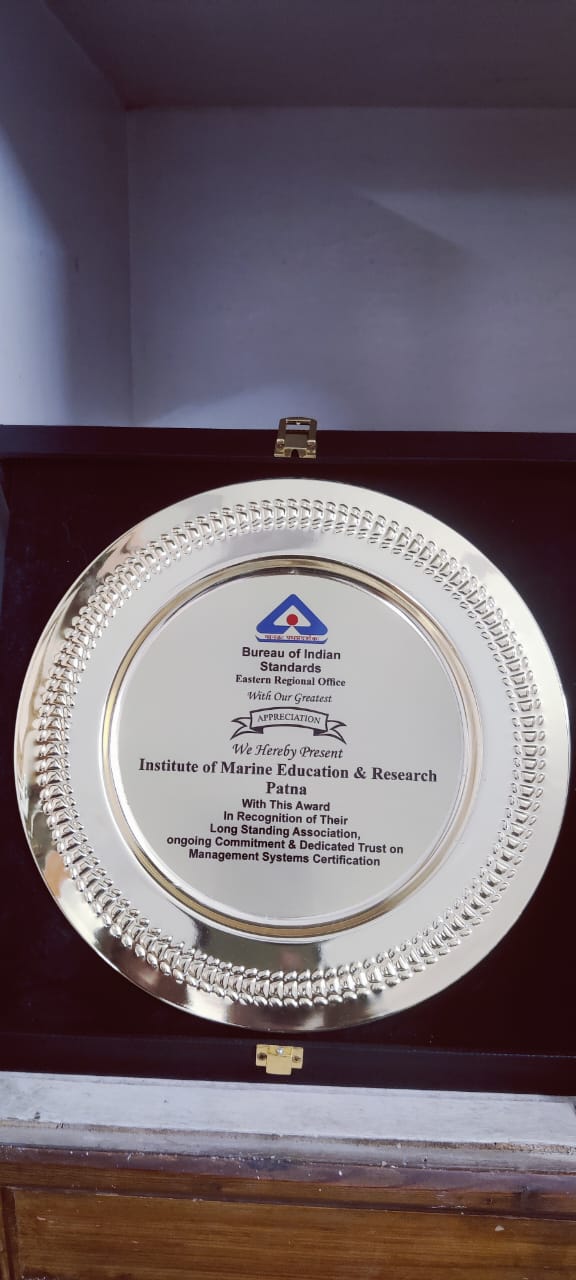 Bureau of Indian
Standards
Eastern Regional Office
With Our Greatest
APPRECIATION
We Hereby Present
Institute of Marine Education & Research
Patna
With This Award
In Recognition of Their
Long Standing Association,
ongoing Commitment & Dedicated Trust on
Management Systems Certification